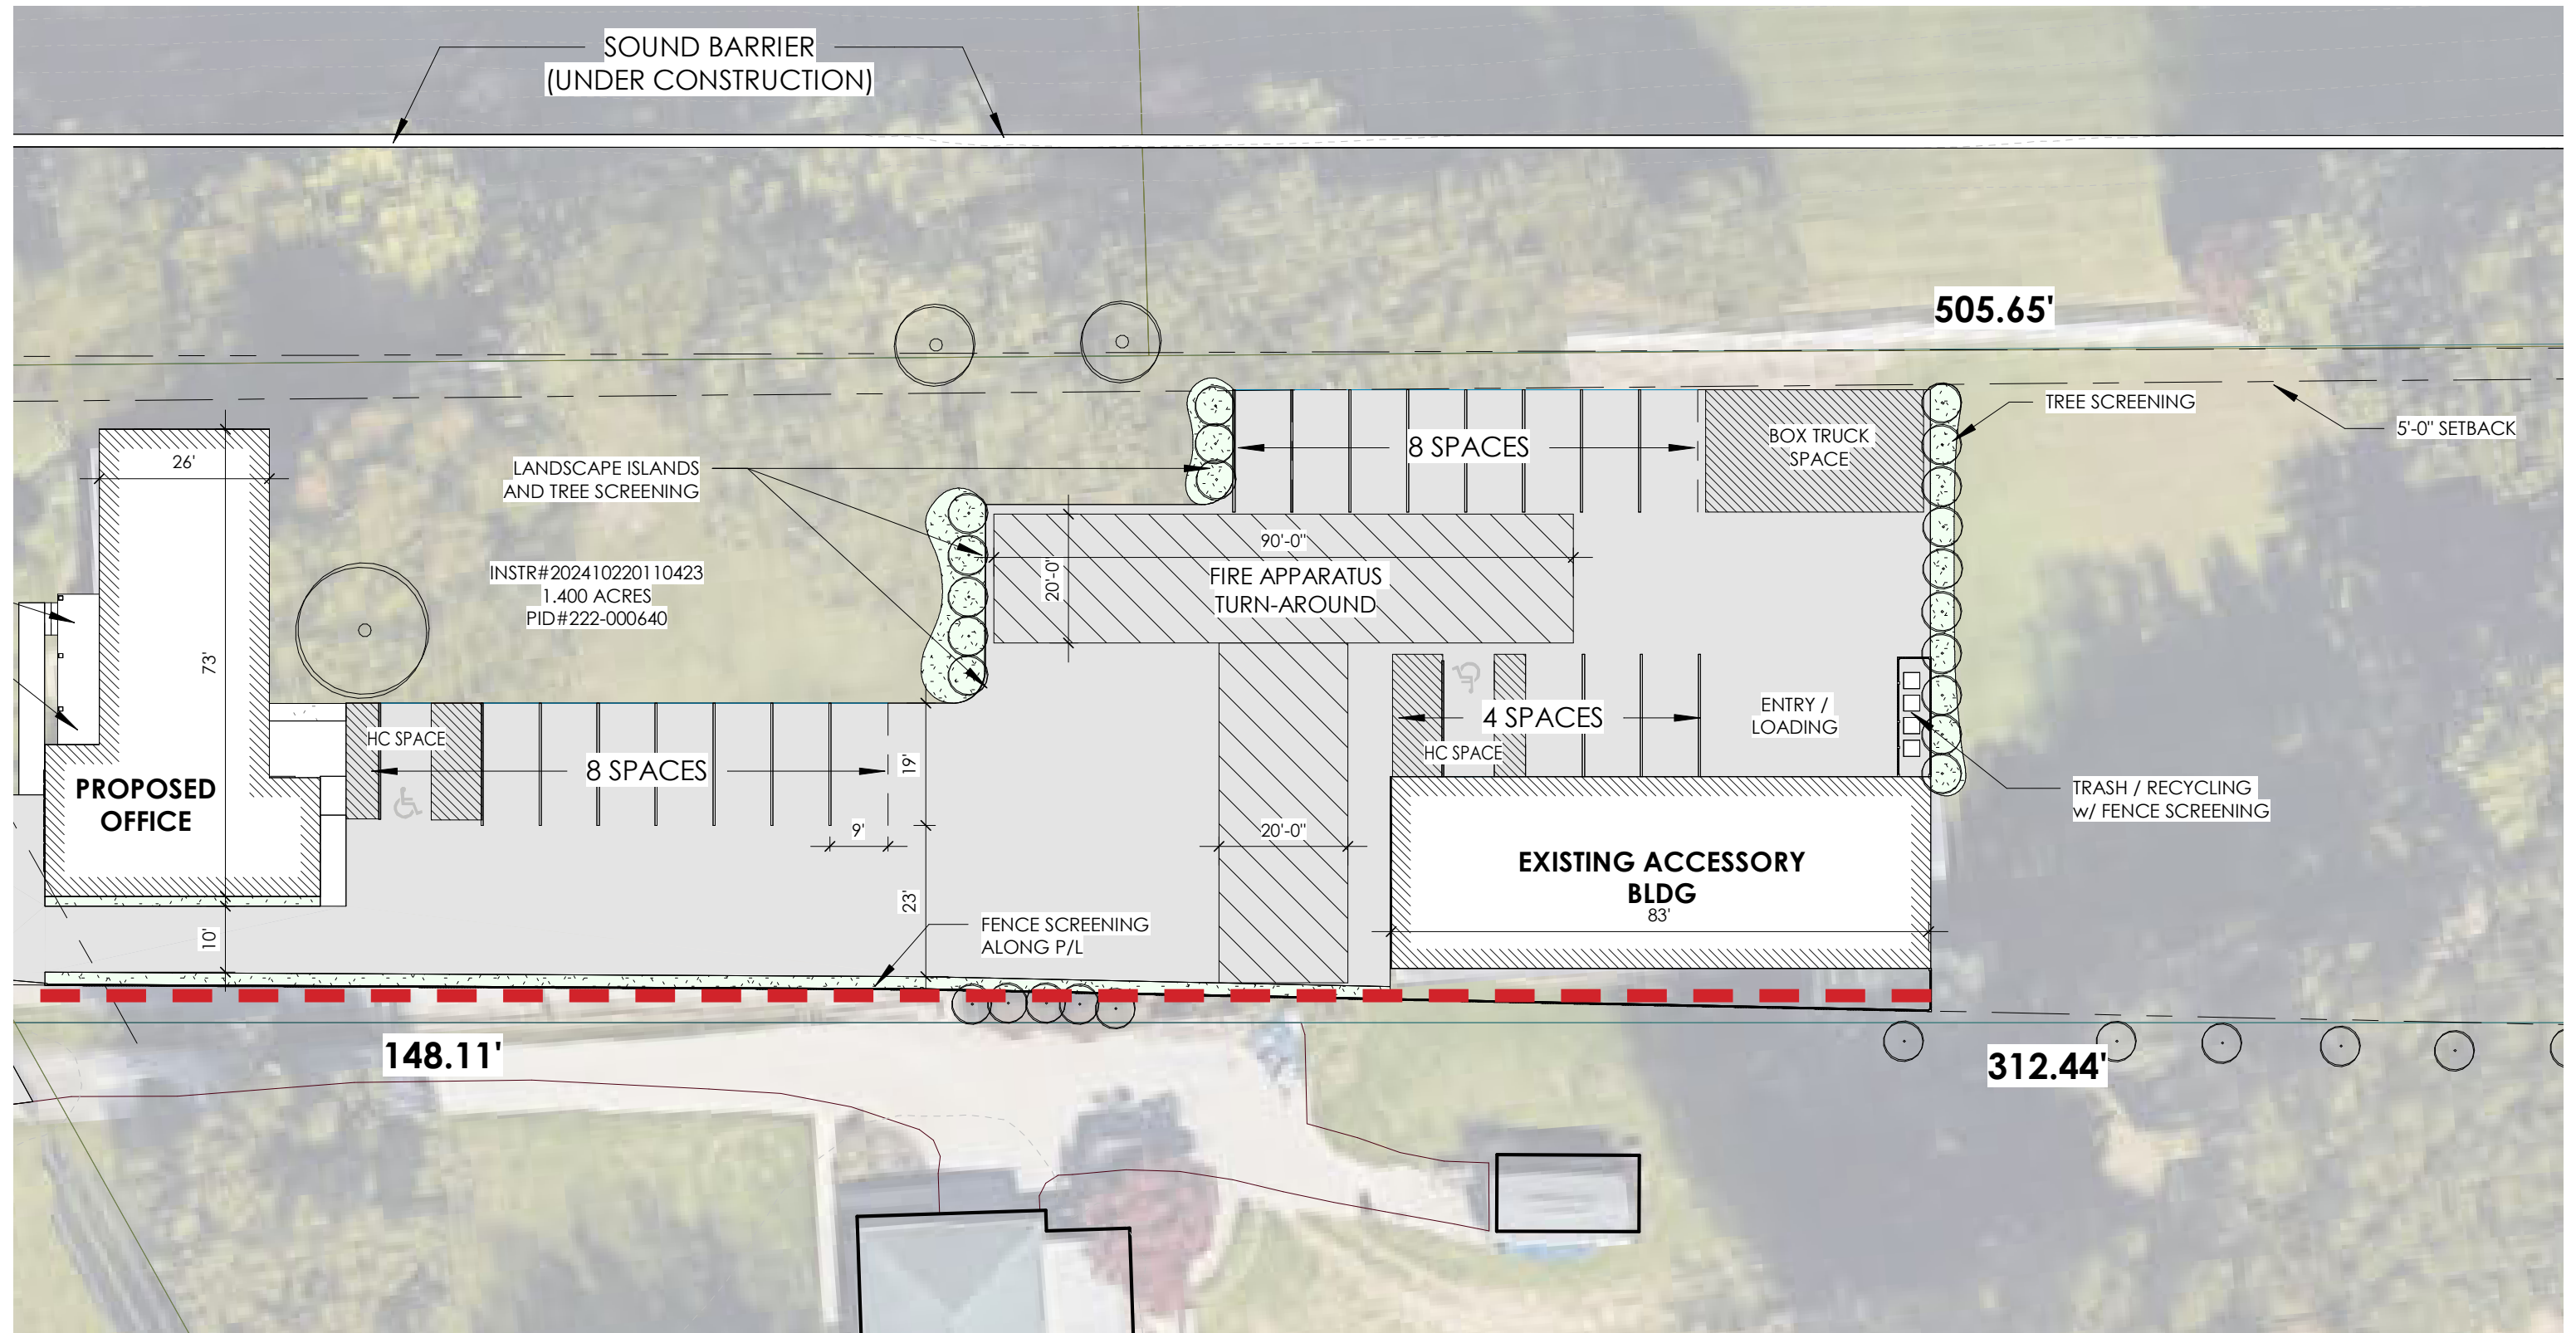 SOUND BARRIER
(UNDER CONSTRUCTION)
505.65'
TREE SCREENING
5'-0" SETBACK
26'
LANDSCAPE ISLANDS
AND TREE SCREENING
8 SPACES
BOX TRUCK
SPACE
90'-0"
20'-0"
FIRE APPARATUS
TURN-AROUND
INSTR#202410220110423
1.400 ACRES
PID#222-000640
73'
HC SPACE
8 SPACES
19'
4 SPACES
HC SPACE
ENTRY /
LOADING
PROPOSED
OFFICE
TRASH / RECYCLING
w/ FENCE SCREENING
9'
20'-0"
EXISTING ACCESSORY
BLDG
83'
23'
10'
FENCE SCREENING
ALONG P/L
148.11'
312.44'